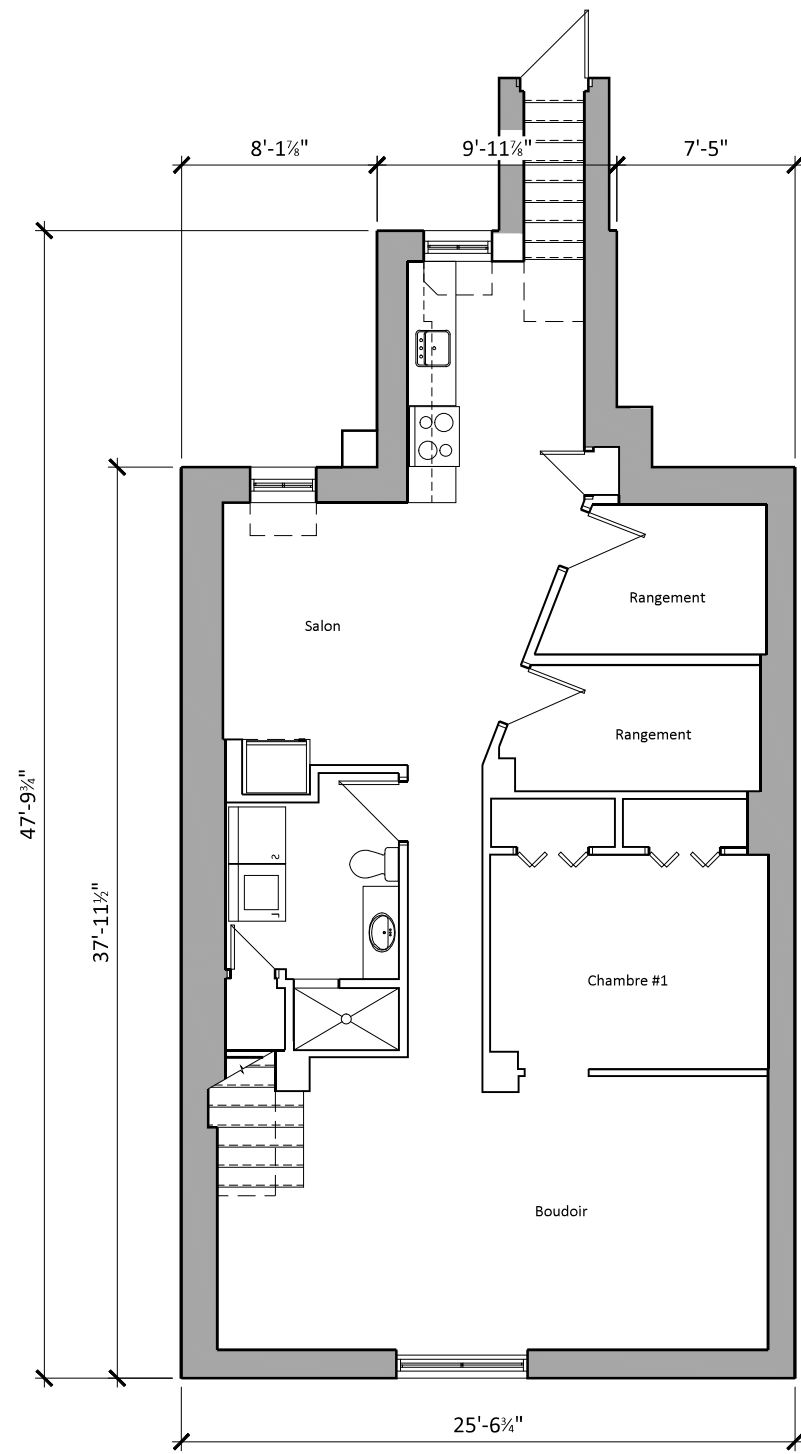 8'-1⅞"
9'-11⅞"
7'-5"
Rangement
Salon
Rangement
47'-9¾"
37'-11½"
Chambre #1
Boudoir
25'-6¾"